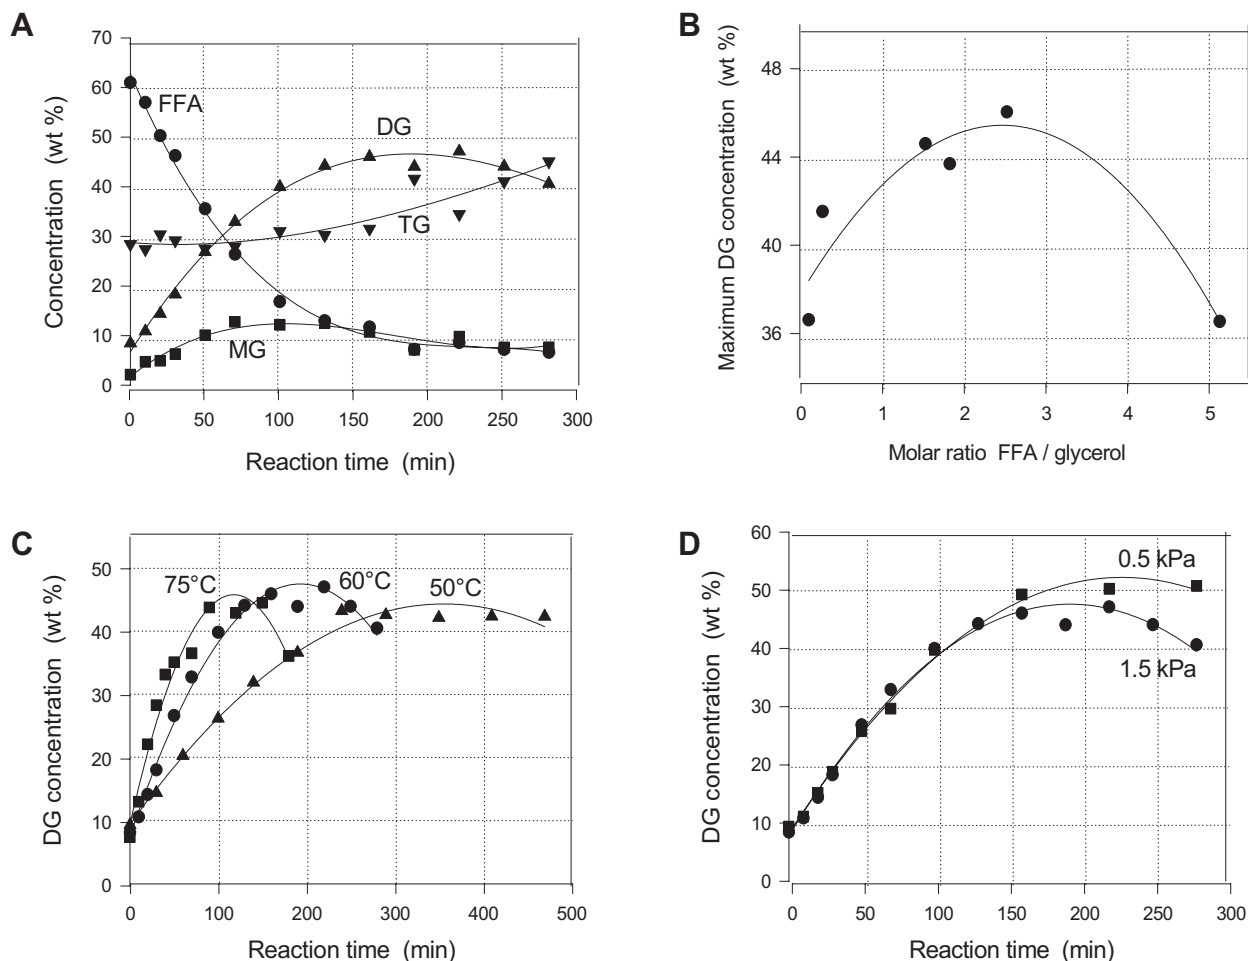 A
Concentration (wt %)
70
60
50
40
30
20
10
0
FFA
DG
TG
MG
0 50 100 150 200 250 300
Reaction time (min)
B
Maximum DG concentration (wt %)
48
44
40
36
0 1 2 3 4 5
Molar ratio FFA / glycerol
C
DG concentration (wt %)
50
40
30
20
10
0
75°C 60°C 50°C
0 100 200 300 400 500
Reaction time (min)
D
DG concentration (wt %)
60
50
40
30
20
10
0
0.5 kPa
1.5 kPa
0 50 100 150 200 250 300
Reaction time (min)